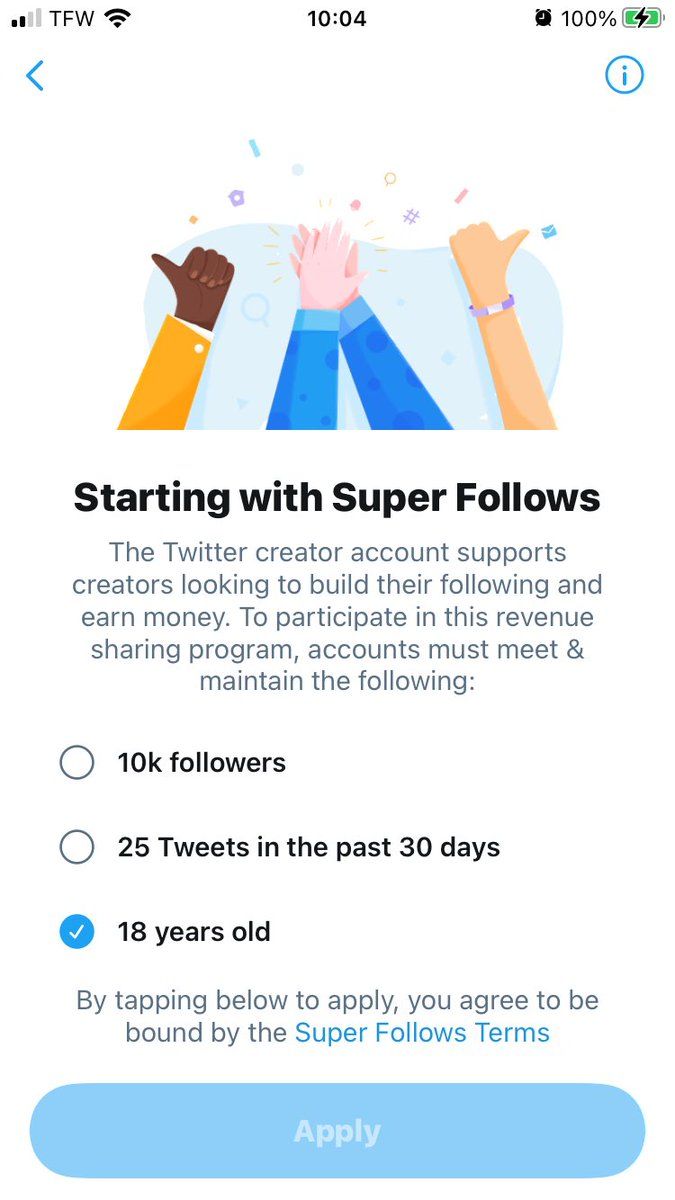 TFW 10:04 100%
Starting with Super Follows
The Twitter creator account supports
creators looking to build their following and
earn money. To participate in this revenue
sharing program, accounts must meet &
maintain the following:
10k followers
25 Tweets in the past 30 days
18 years old
By tapping below to apply, you agree to be
bound by the Super Follows Terms
Apply